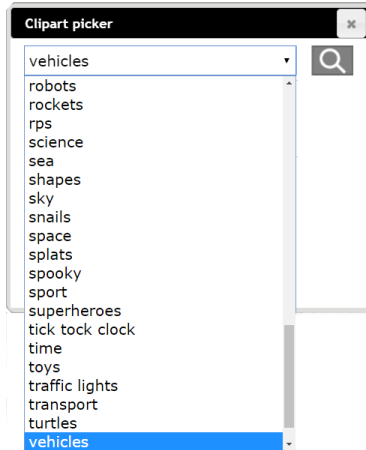 Clipart picker
vehicles
robots
rockets
rps
science
sea
shapes
sky
snails
space
splats
spooky
sport
superheroes
tick tock clock
time
toys
traffic lights
transport
turtles
vehicles